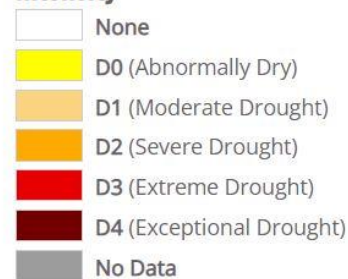 None
D0 (Abnormally Dry)
D1 (Moderate Drought)
D2 (Severe Drought)
D3 (Extreme Drought)
D4 (Exceptional Drought)
No Data